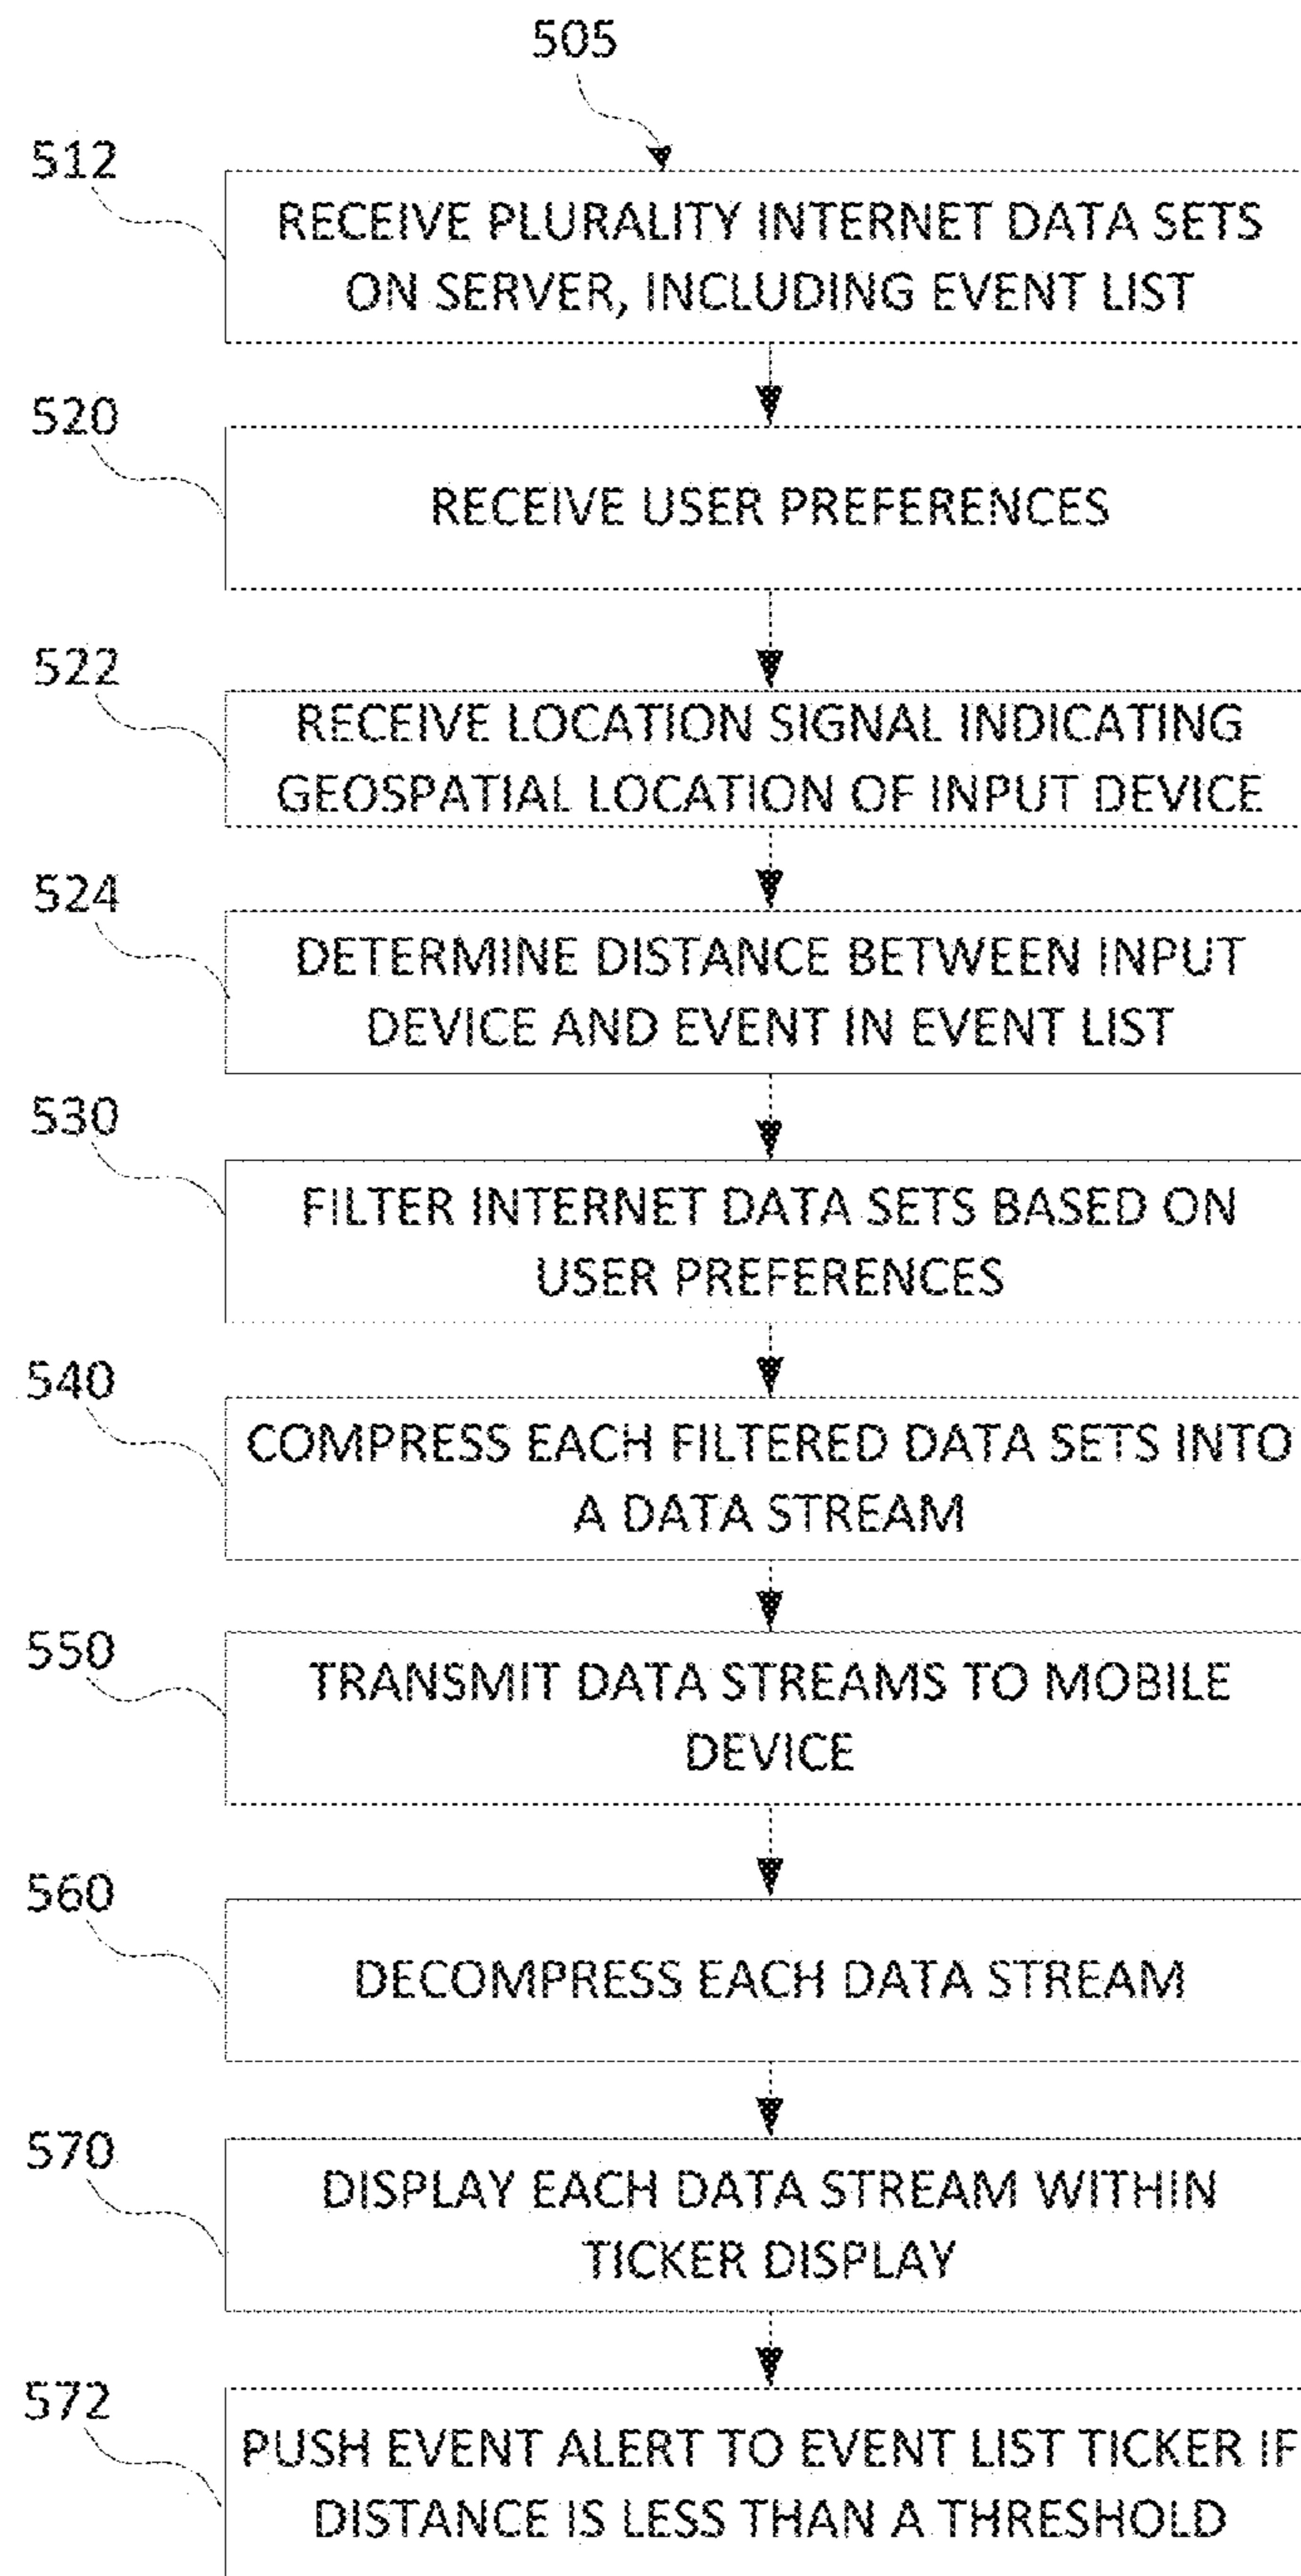 505
512
RECEIVE PLURALITY INTERNET DATA SETS
ON SERVER, INCLUDING EVENT LIST
520
RECEIVE USER PREFERENCES
522
RECEIVE LOCATION SIGNAL INDICATING
GEOSPATIAL LOCATION OF INPUT DEVICE
524
DETERMINE DISTANCE BETWEEN INPUT
DEVICE AND EVENT IN EVENT LIST
530
FILTER INTERNET DATA SETS BASED ON
USER PREFERENCES
540
COMPRESS EACH FILTERED DATA SETS INTO
A DATA STREAM
550
TRANSMIT DATA STREAMS TO MOBILE
DEVICE
560
DECOMPRESS EACH DATA STREAM
570
DISPLAY EACH DATA STREAM WITHIN
TICKER DISPLAY
572
PUSH EVENT ALERT TO EVENT LIST TICKER IF
DISTANCE IS LESS THAN A THRESHOLD